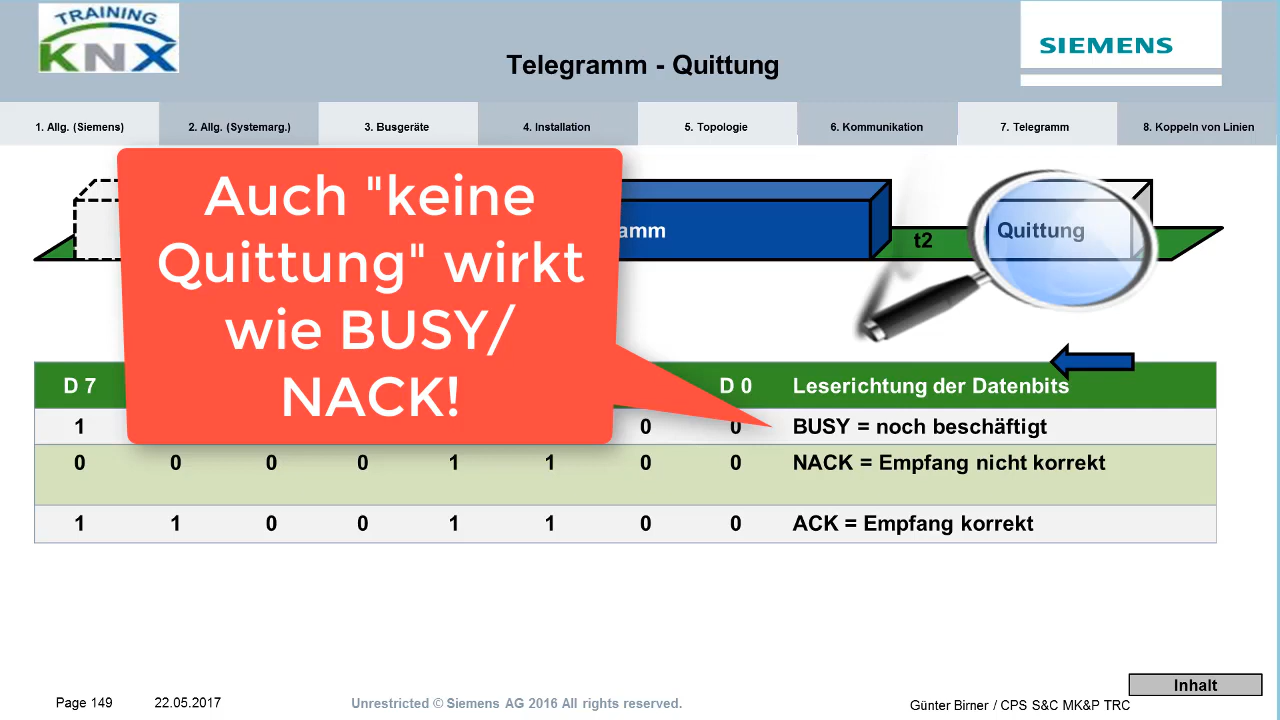 TRAINING
KNX
SIEMENS
Telegramm - Quittung
1. Allg. (Siemens)
2. Allg. (Systemarg.)
3. Busgeräte
4. Installation
5. Topologie
6. Kommunikation
7. Telegramm
8. Koppeln von Linien
Auch "keine
Quittung" wirkt
wie BUSY/
NACK!
amm
t2
Quittung
D 7 D 0 Leserichtung der Datenbits
1 0 0 BUSY = noch beschäftigt
0 0 0 0 1 1 0 0 NACK = Empfang nicht korrekt
1 1 0 0 1 1 0 0 ACK = Empfang korrekt
Inhalt
Page 149 22.05.2017 Unrestricted © Siemens AG 2016 All rights reserved. Günter Birner / CPS S&C MK&P TRC